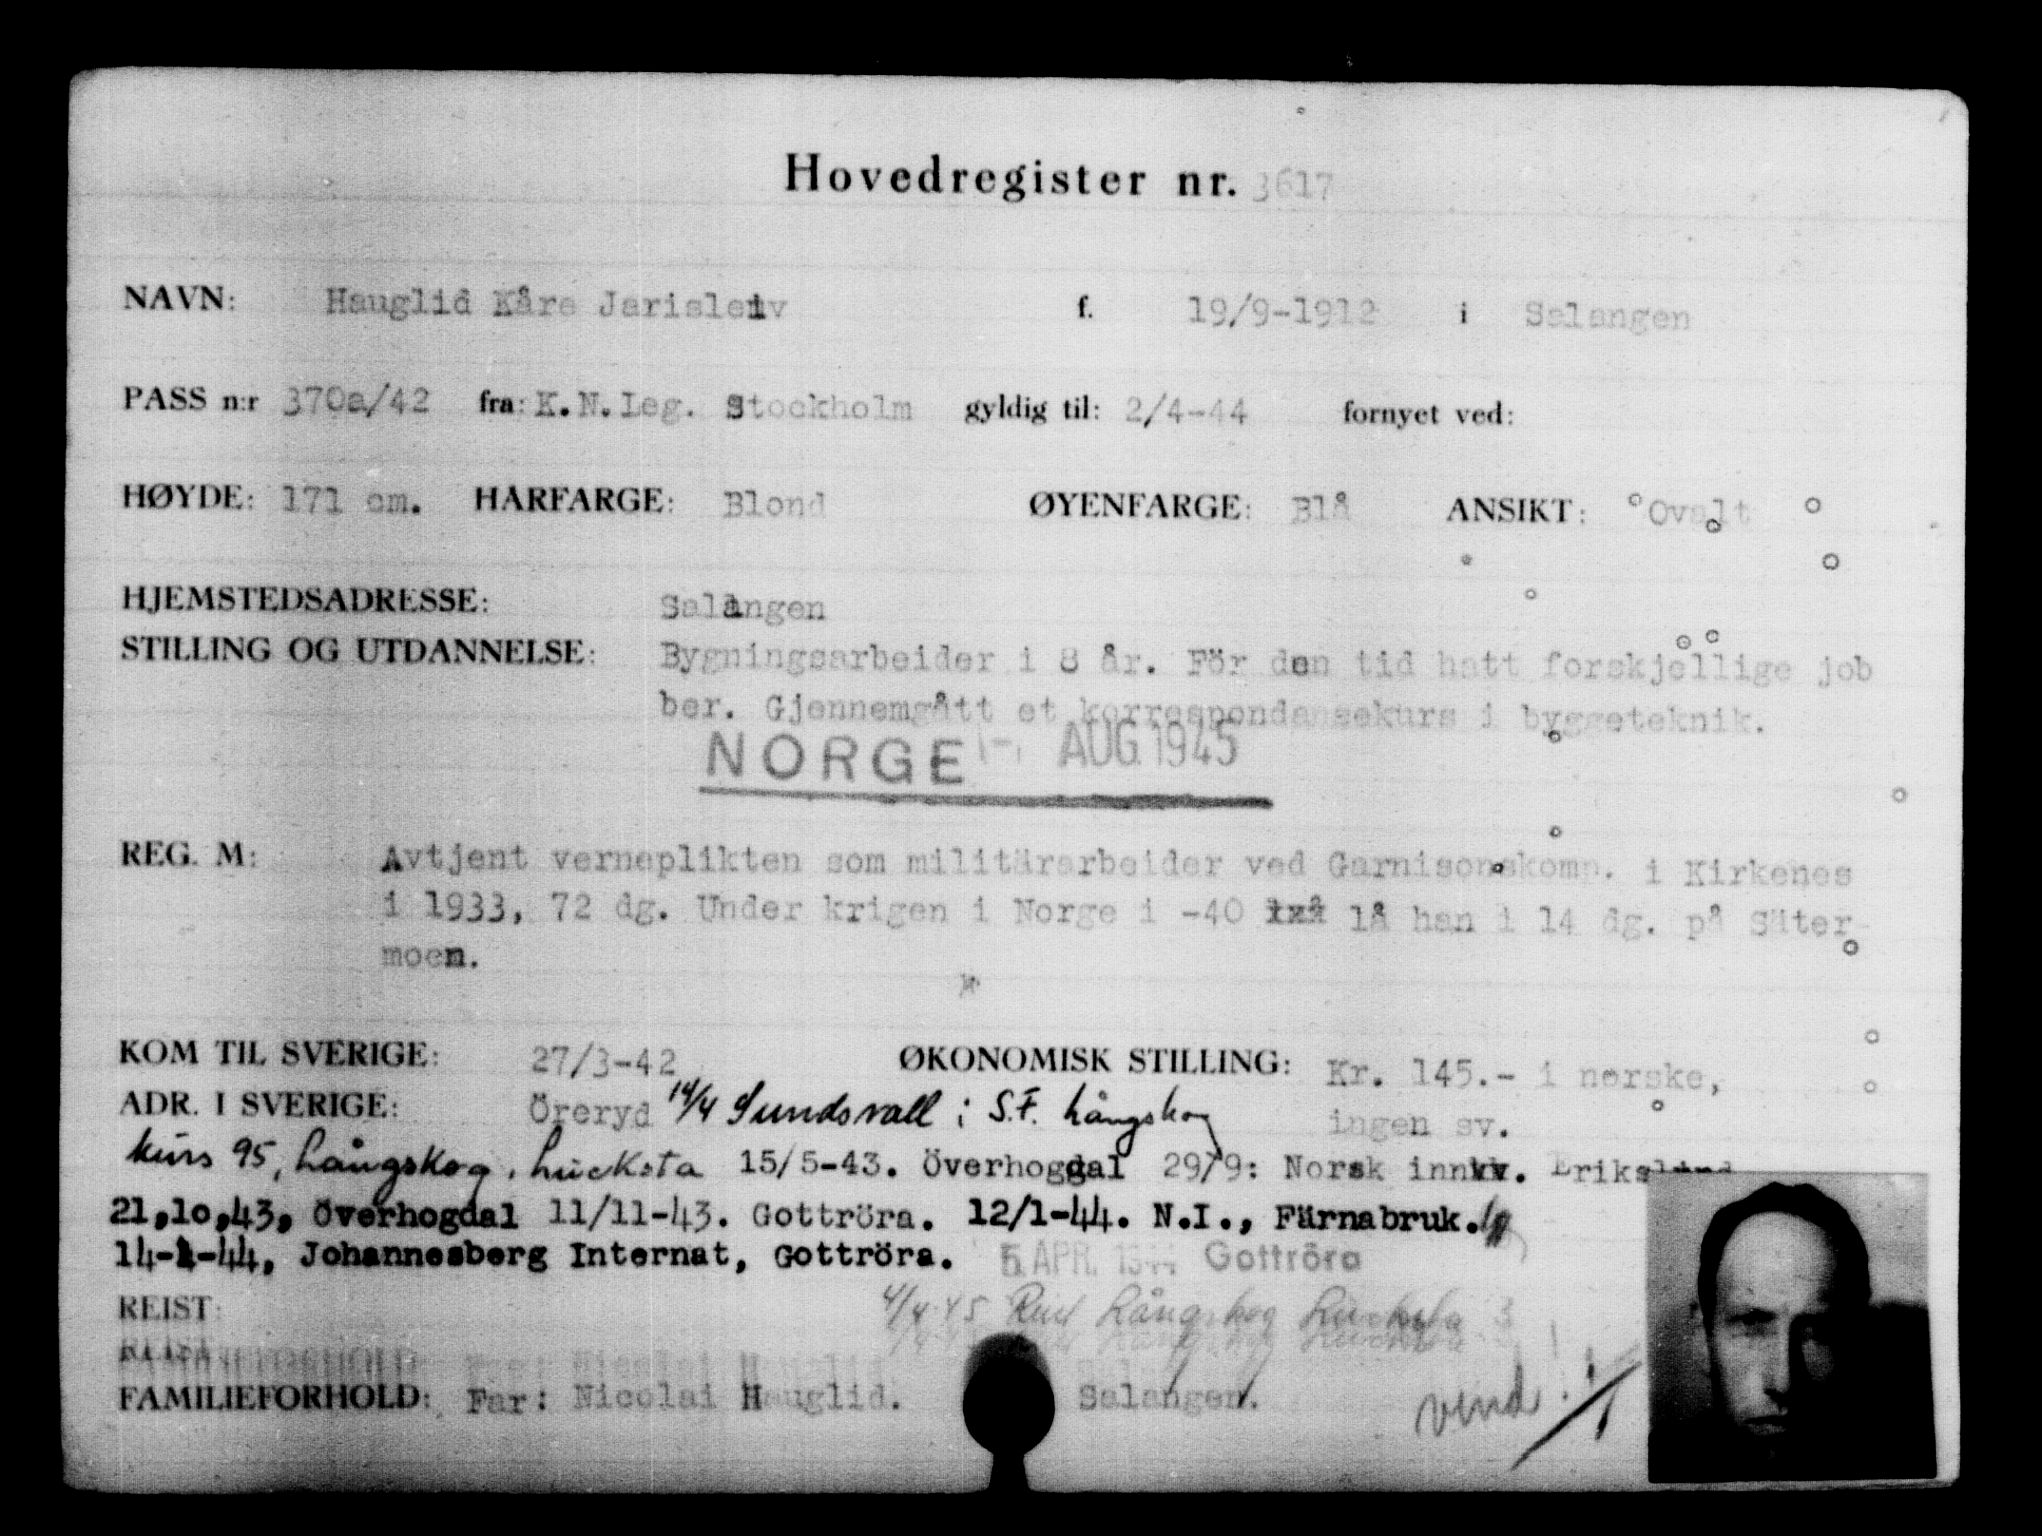 Hovedregister nr. 3617
NAVN: Hauglid Kåre Jarisleiv f. 19/9-1912 i Salangen
PASS n:r 370a/42 fra: K.N.Leg. Stockholm gyldig til: 2/4-44 fornyet ved:
HØYDE: 171 cm. HÅRFARGE: Blond ØYENFARGE: Blå ANSIKT: Ovalt
HJEMSTEDSADRESSE: Salangen
STILLING OG UTDANNELSE: Bygningsarbeider i 8 år. För den tid hatt forskjellige job
ber. Gjennemgått et korrespondansekurs i byggeteknik.
NORGE AUG 1945
REG. M: Avtjent verneplikten som militärarbeider ved Garnisonskomp. i Kirkenes
i 1933, 72 dg. Under krigen i Norge i -40 lå han i 14 dg. på Säter-
moen.
KOM TIL SVERIGE: 27/3-42 ØKONOMISK STILLING: Kr. 145.- i norske,
ADR. I SVERIGE: Öreryd 14/4 Sundsvall i S.F. Långskog ingen sv.
kurs 95, Långskog, Lucksta 15/5-43. Överhogdal 29/9: Norsk innkv. Erikslund
21,10,43, Överhogdal 11/11-43. Gottröra. 12/1-44. N.I., Färnabruk.
14-1-44, Johannesberg Internat, Gottröra. 5 APR. 1944 Gottröra
REIST: 4/4 45 Långskog Lucksta
FAMILIEFORHOLD: Far: Nicolai Hauglid. Salangen.
vend